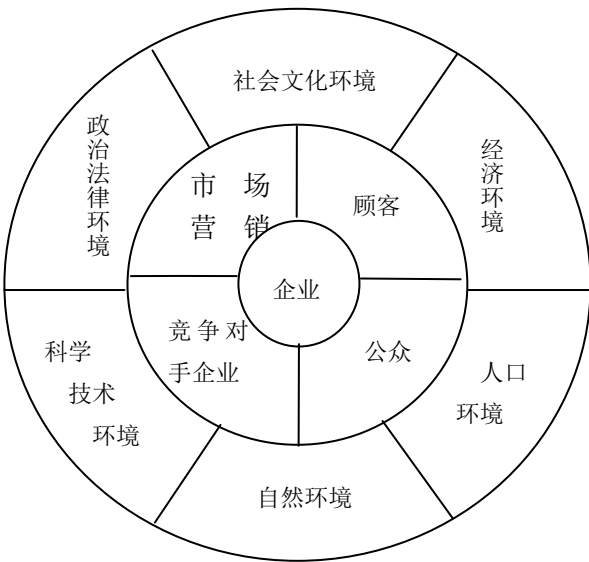 社会文化环境
政治法律环境
经济环境
市 场
营 销
顾客
企业
竞争对
手企业
公众
科学
技术
环境
人口
环境
自然环境